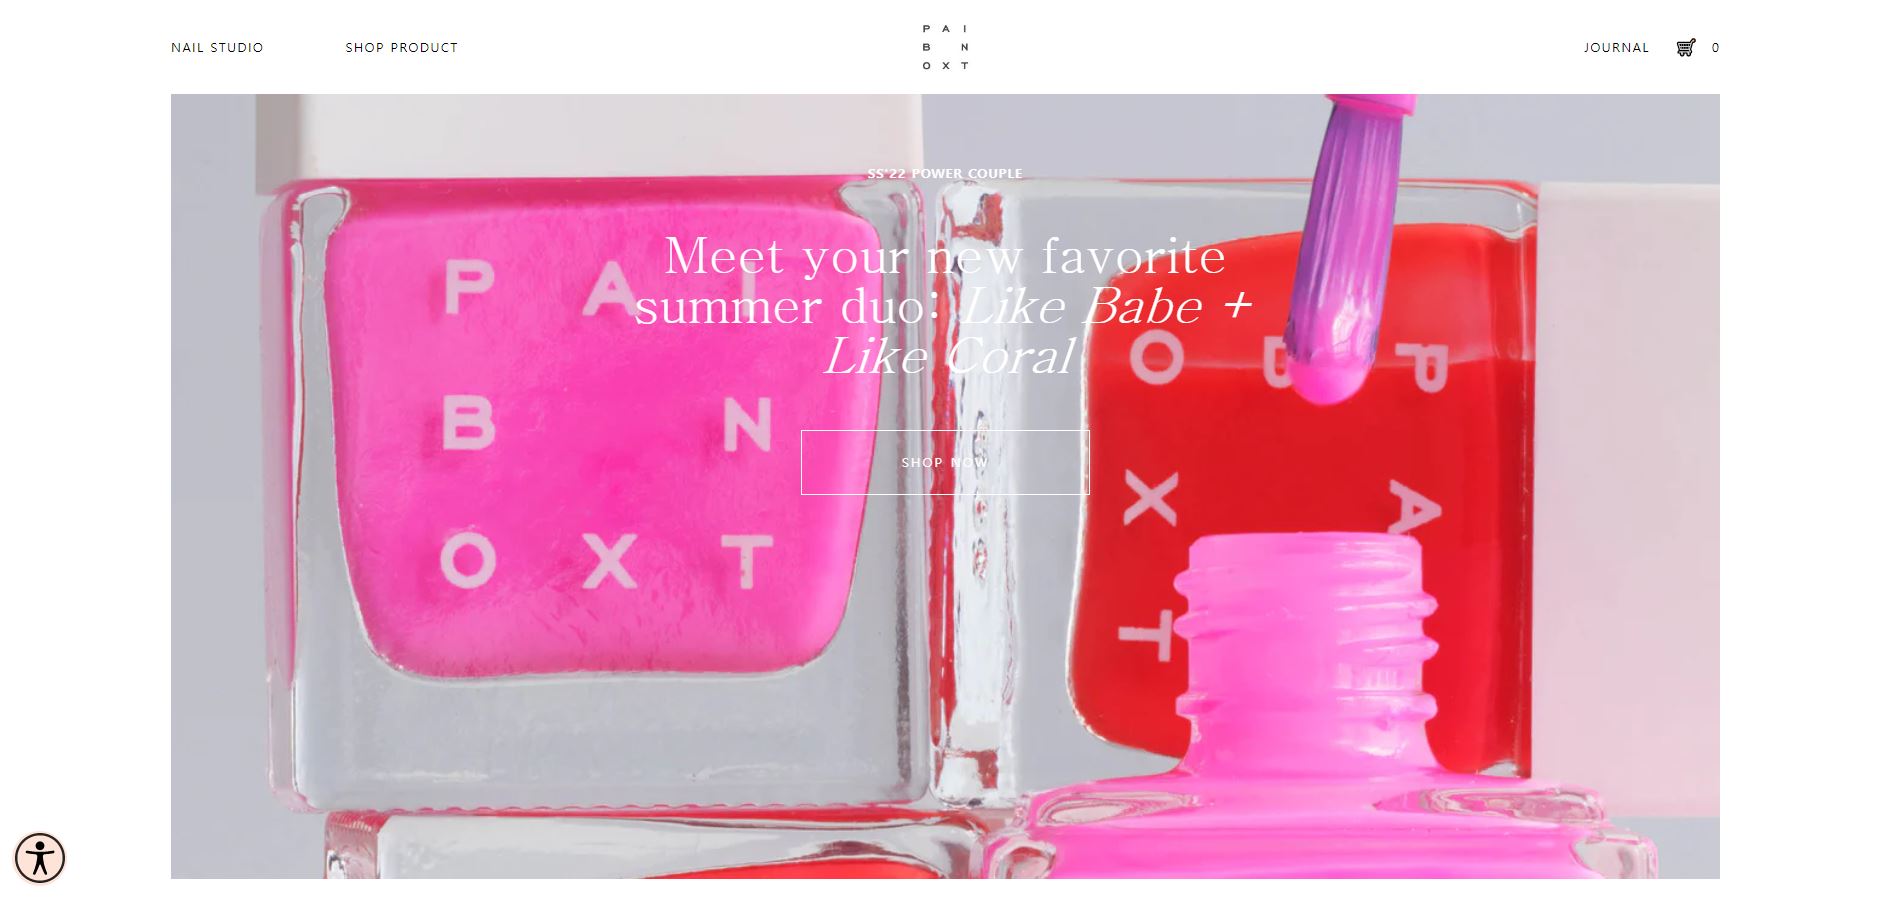 NAIL STUDIO
SHOP PRODUCT
P A I
B N
O X T
JOURNAL
0
SS'22 POWER COUPLE
Meet your new favorite
summer duo: Like Babe +
Like Coral
SHOP NOW
P A I
B N
O X T
O B P
X A
T